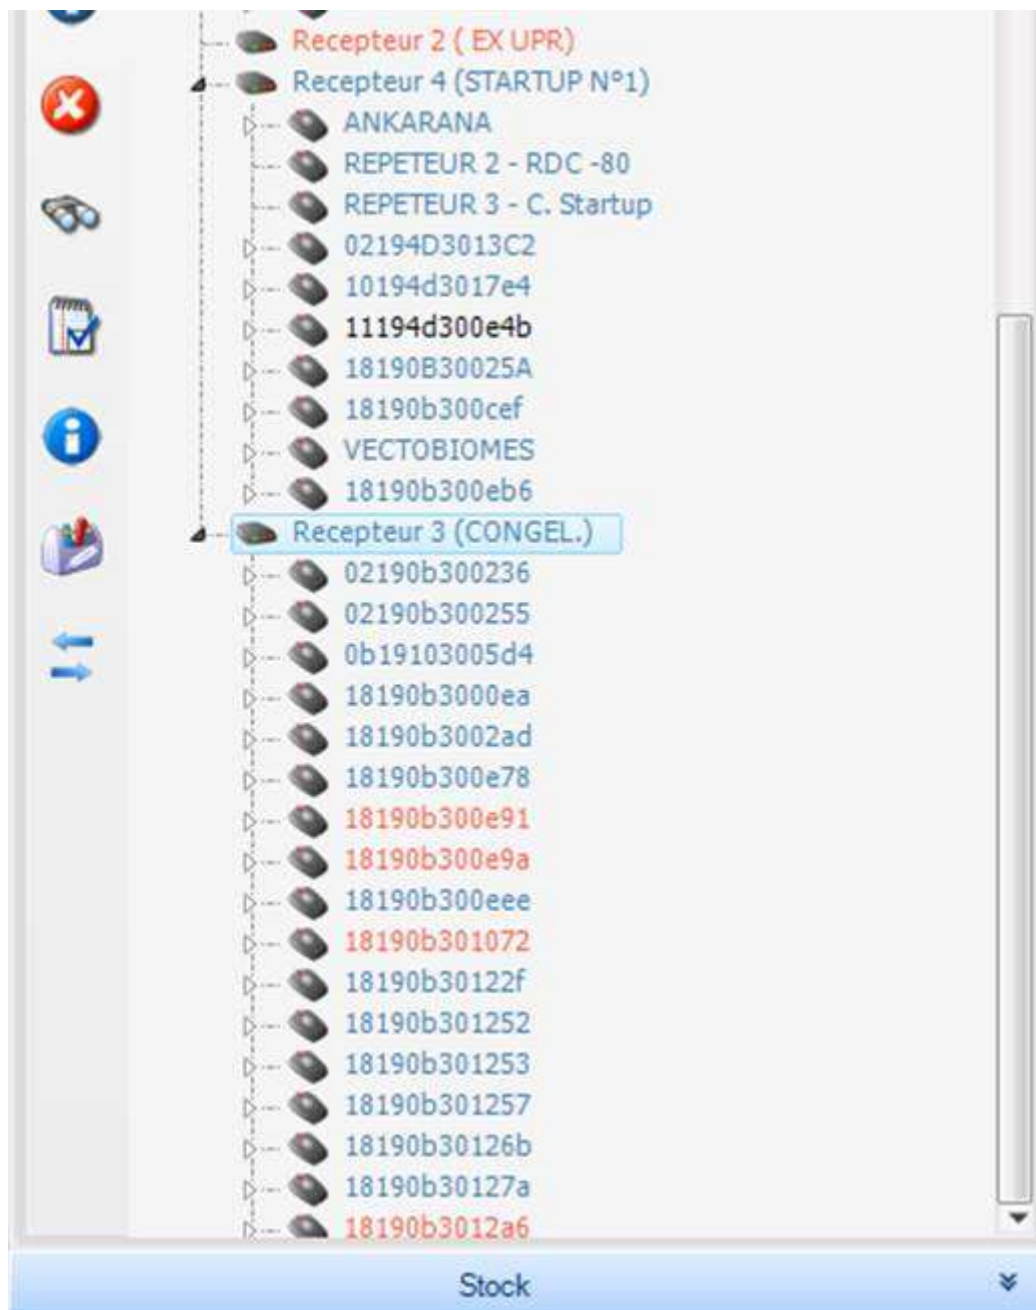 Recepteur 2 ( EX UPR)
Recepteur 4 (STARTUP N°1)
ANKARANA
REPETEUR 2 - RDC -80
REPETEUR 3 - C. Startup
02194D3013C2
10194d3017e4
11194d300e4b
18190B30025A
18190b300cef
VECTOBIOMES
18190b300eb6
Recepteur 3 (CONGEL.)
02190b300236
02190b300255
0b19103005d4
18190b3000ea
18190b3002ad
18190b300e78
18190b300e91
18190b300e9a
18190b300eee
18190b301072
18190b30122f
18190b301252
18190b301253
18190b301257
18190b30126b
18190b30127a
18190b3012a6
Stock